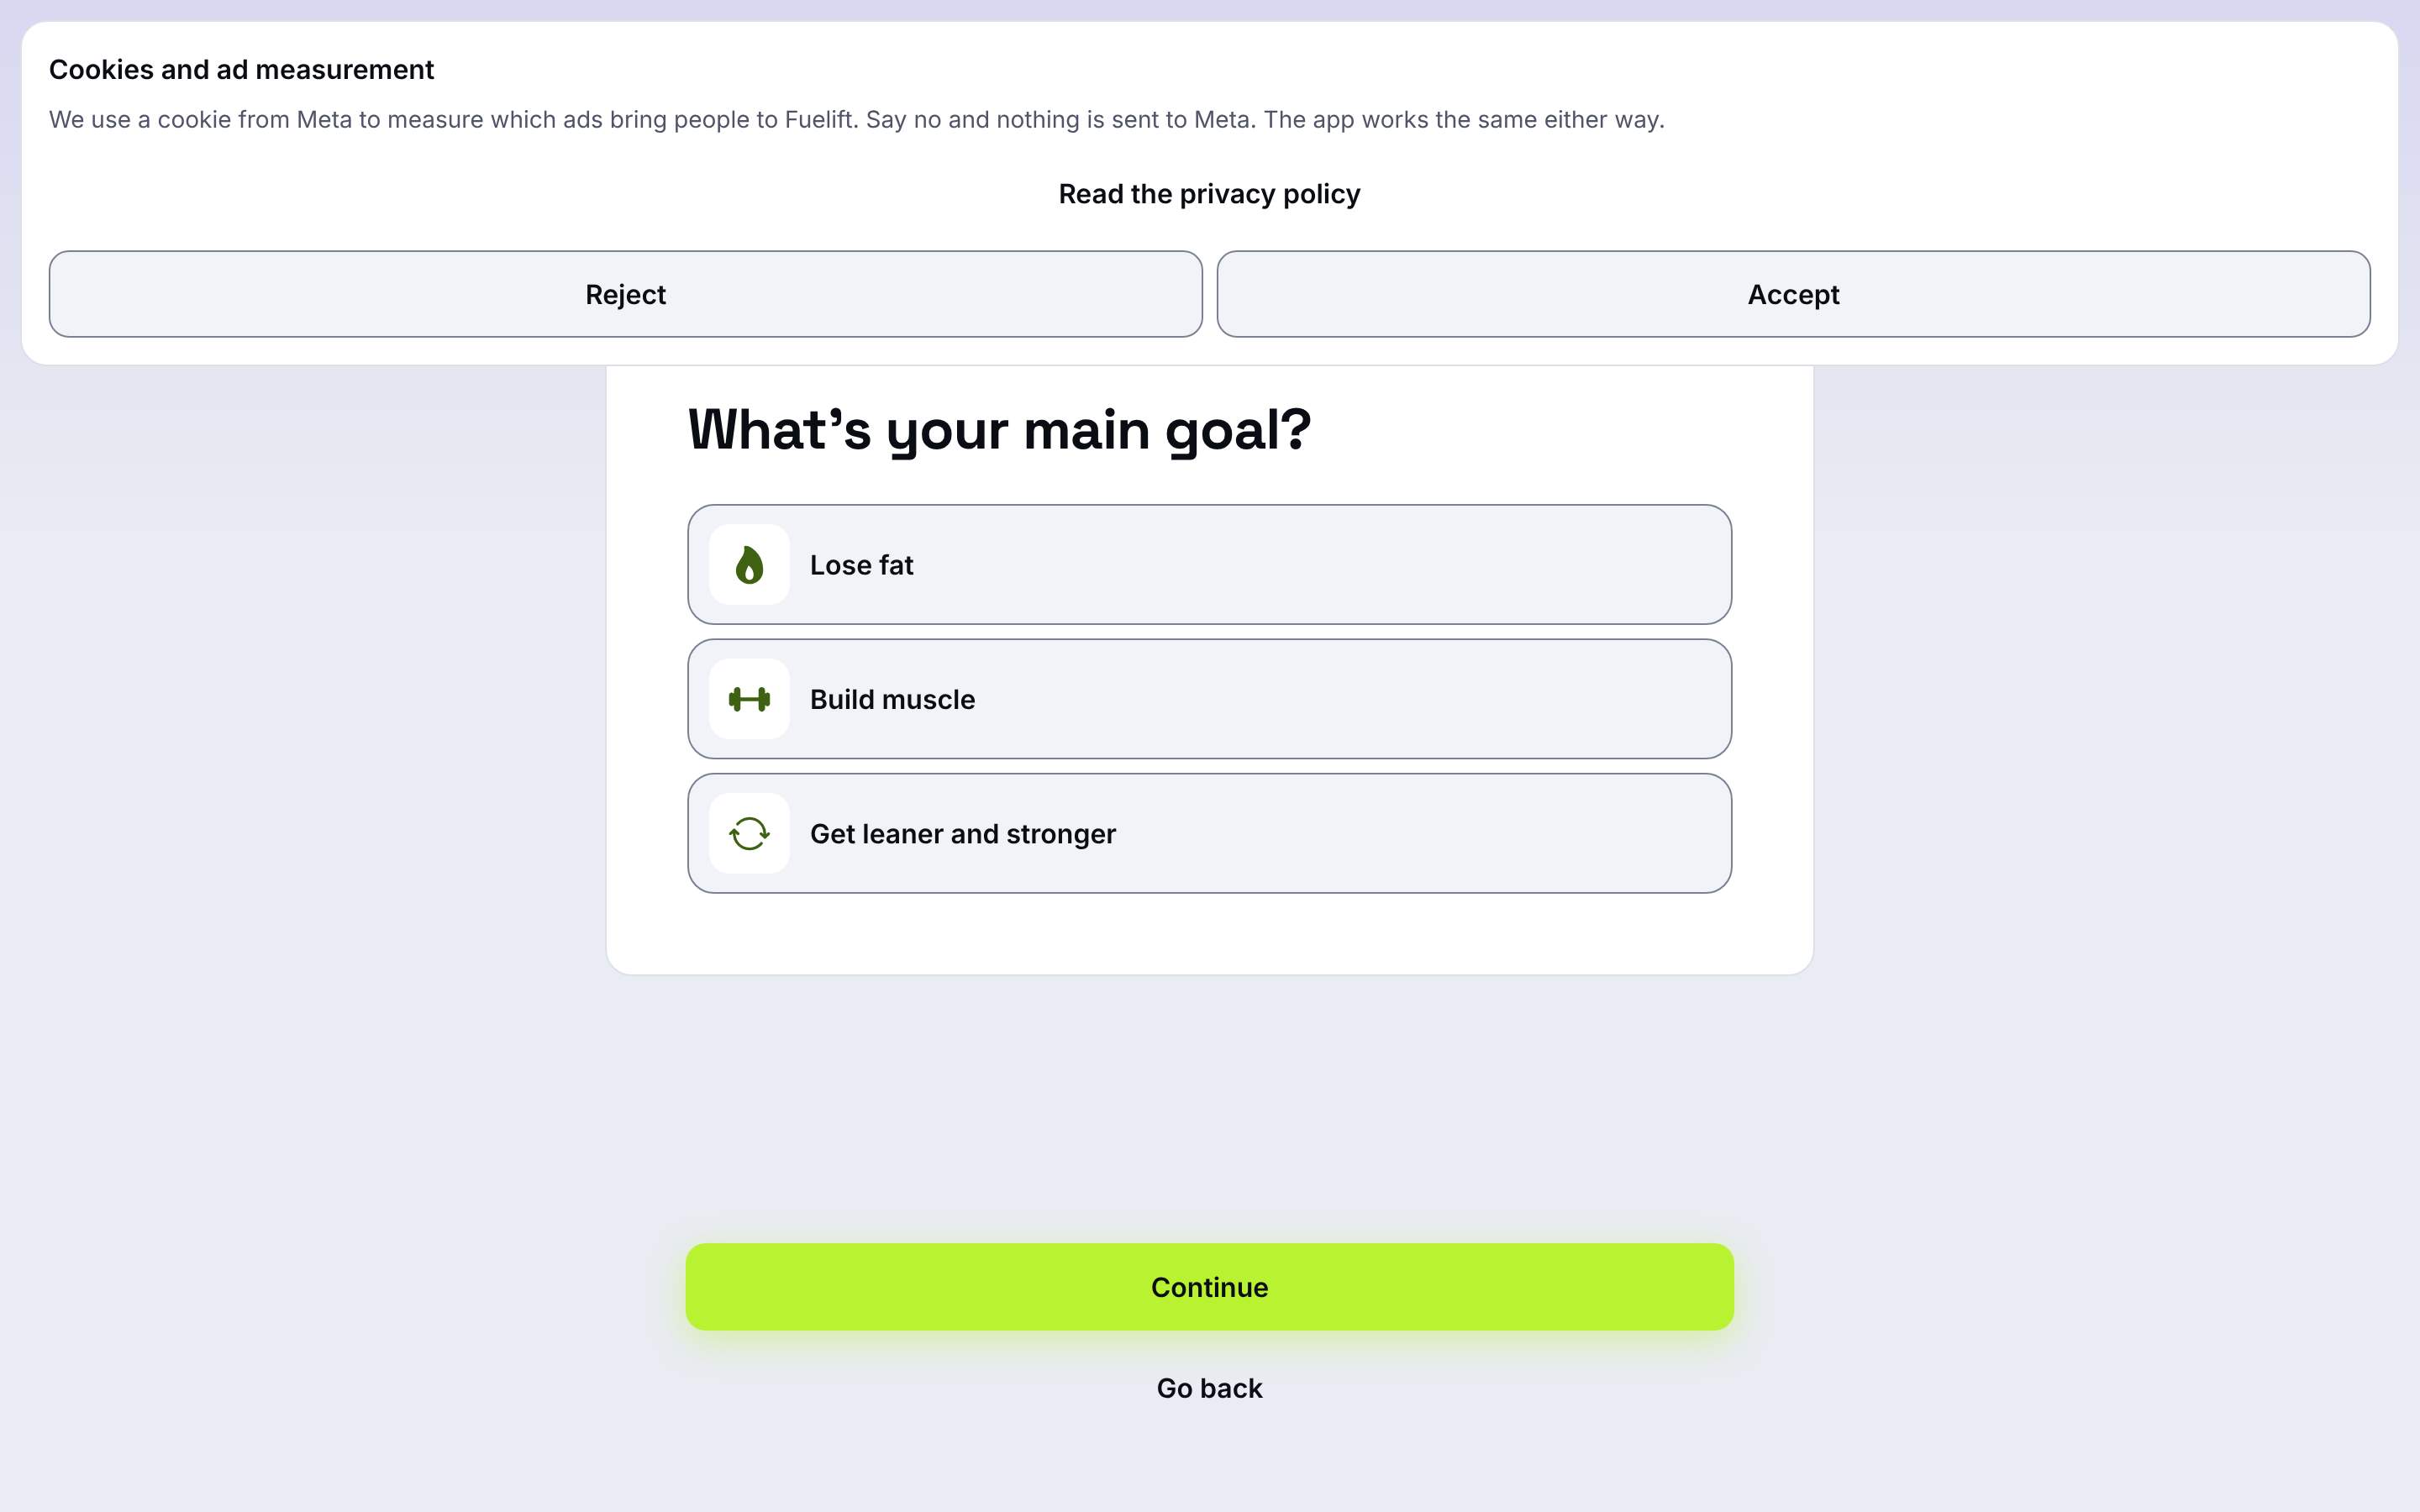 Cookies and ad measurement
We use a cookie from Meta to measure which ads bring people to Fuelift. Say no and nothing is sent to Meta. The app works the same either way.
Read the privacy policy
Reject
Accept
What’s your main goal?
Lose fat
Build muscle
Get leaner and stronger
Continue
Go back